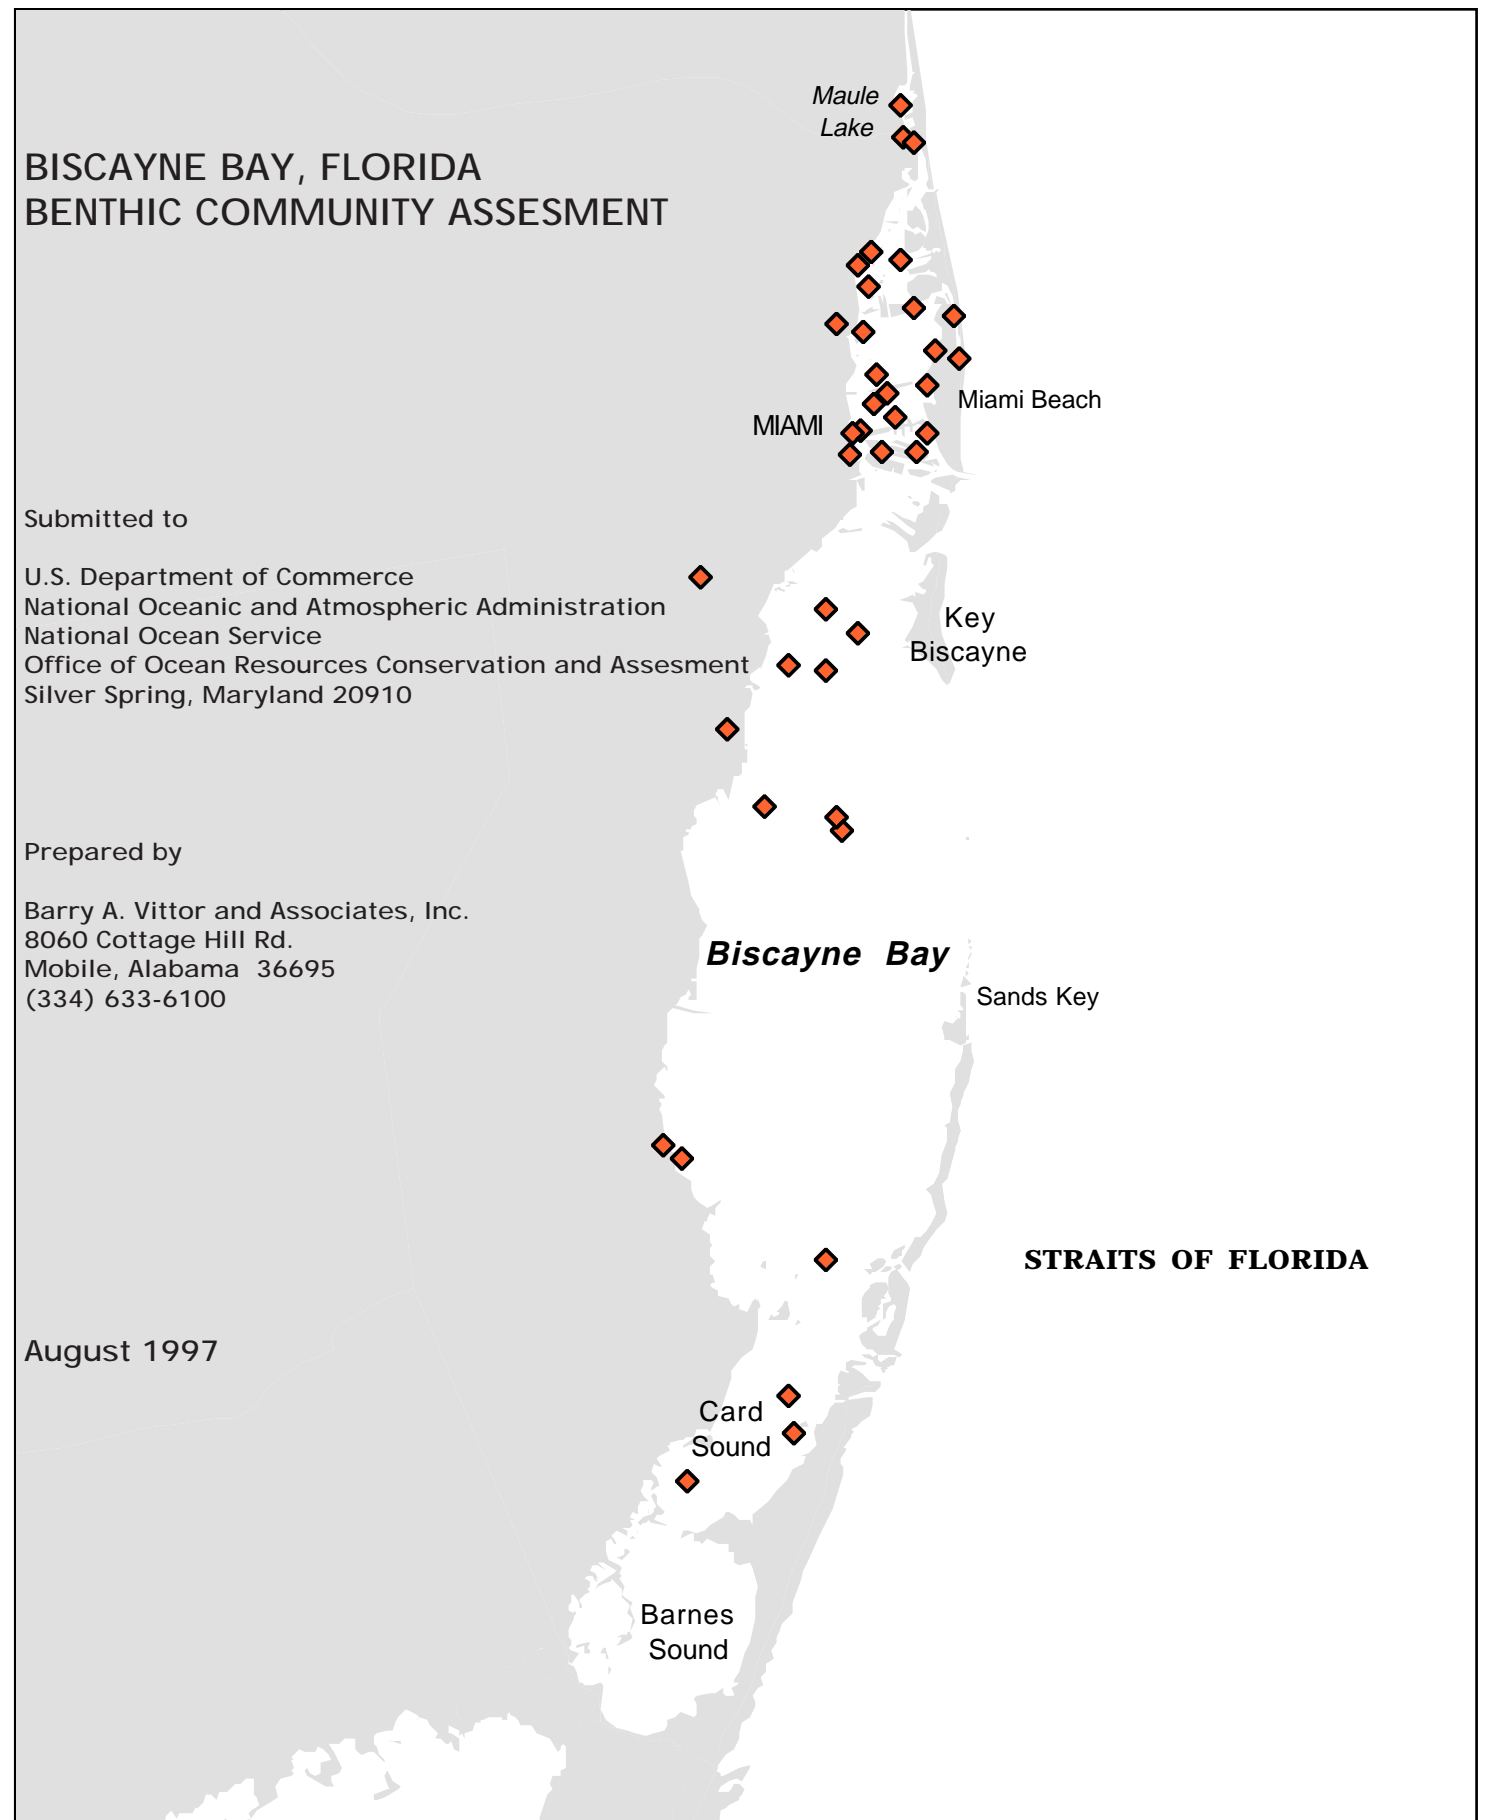 Maule
Lake
BISCAYNE BAY, FLORIDA
BENTHIC COMMUNITY ASSESMENT
Miami Beach
MIAMI
Submitted to
U.S. Department of Commerce
National Oceanic and Atmospheric Administration
National Ocean Service
Office of Ocean Resources Conservation and Assesment
Silver Spring, Maryland 20910
Key
Biscayne
Prepared by
Barry A. Vittor and Associates, Inc.
8060 Cottage Hill Rd.
Mobile, Alabama 36695
(334) 633-6100
Biscayne Bay
Sands Key
STRAITS OF FLORIDA
August 1997
Card
Sound
Barnes
Sound